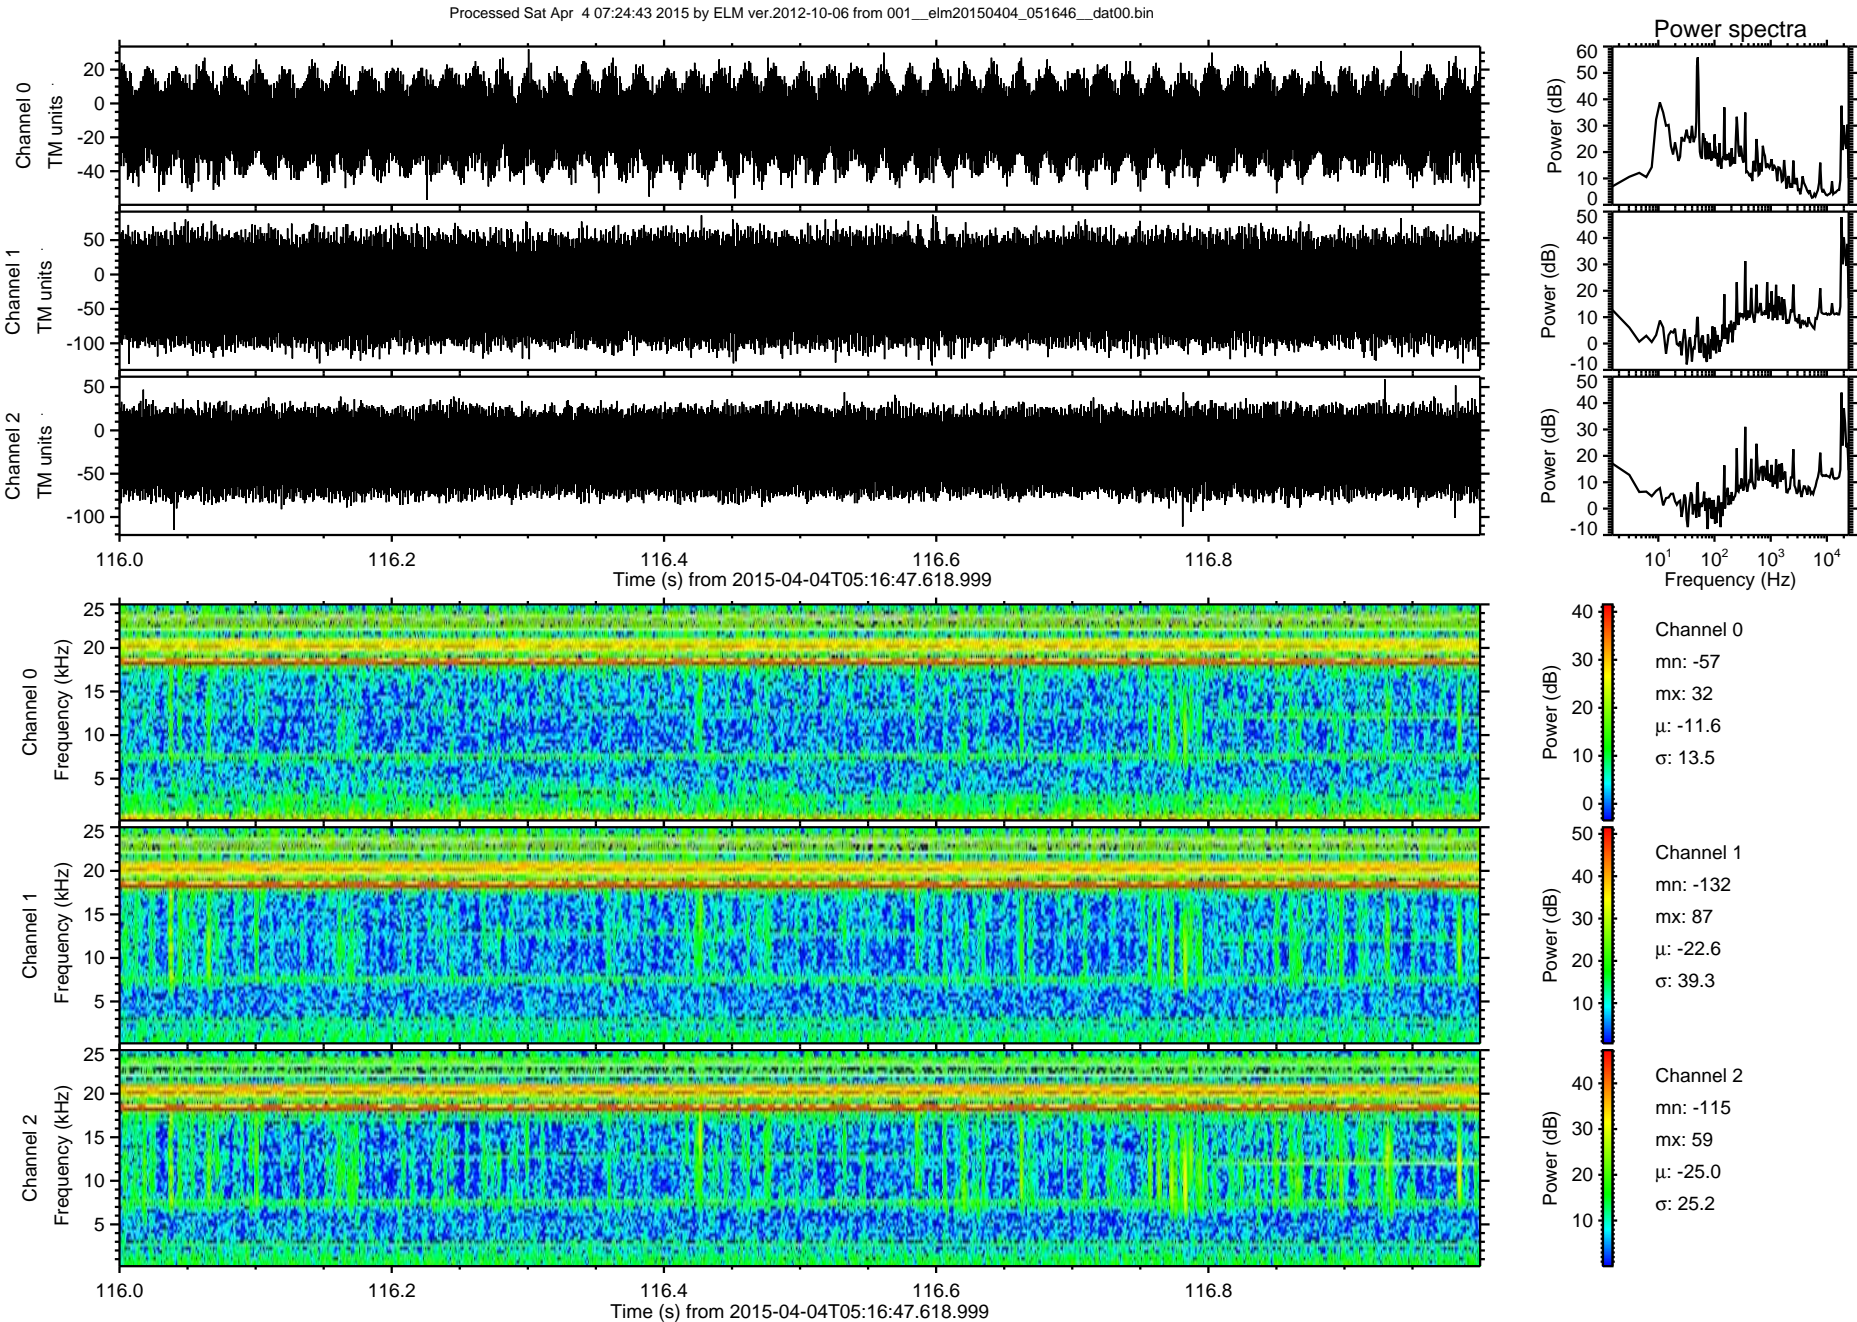 Processed Sat Apr  4 07:24:43 2015 by ELM ver.2012-10-06 from 001__elm20150404_051646__dat00.bin
Power spectra
Channel 0
TM units
20
0
-20
-40
Power (dB)
60
50
40
30
20
10
0
Channel 1
TM units
50
0
-50
-100
Power (dB)
50
40
30
20
10
0
-10
Channel 2
TM units
50
0
-50
-100
Power (dB)
50
40
30
20
10
0
-10
116.0 116.2 116.4 116.6 116.8
Time (s) from 2015-04-04T05:16:47.618.999
10^1 10^2 10^3 10^4
Frequency (Hz)
Channel 0
Frequency (kHz)
25
20
15
10
5
Power (dB)
40
30
20
10
0
Channel 0
mn: -57
mx: 32
μ: -11.6
σ: 13.5
Channel 1
Frequency (kHz)
25
20
15
10
5
Power (dB)
50
40
30
20
10
Channel 1
mn: -132
mx: 87
μ: -22.6
σ: 39.3
Channel 2
Frequency (kHz)
25
20
15
10
5
Power (dB)
40
30
20
10
Channel 2
mn: -115
mx: 59
μ: -25.0
σ: 25.2
116.0 116.2 116.4 116.6 116.8
Time (s) from 2015-04-04T05:16:47.618.999